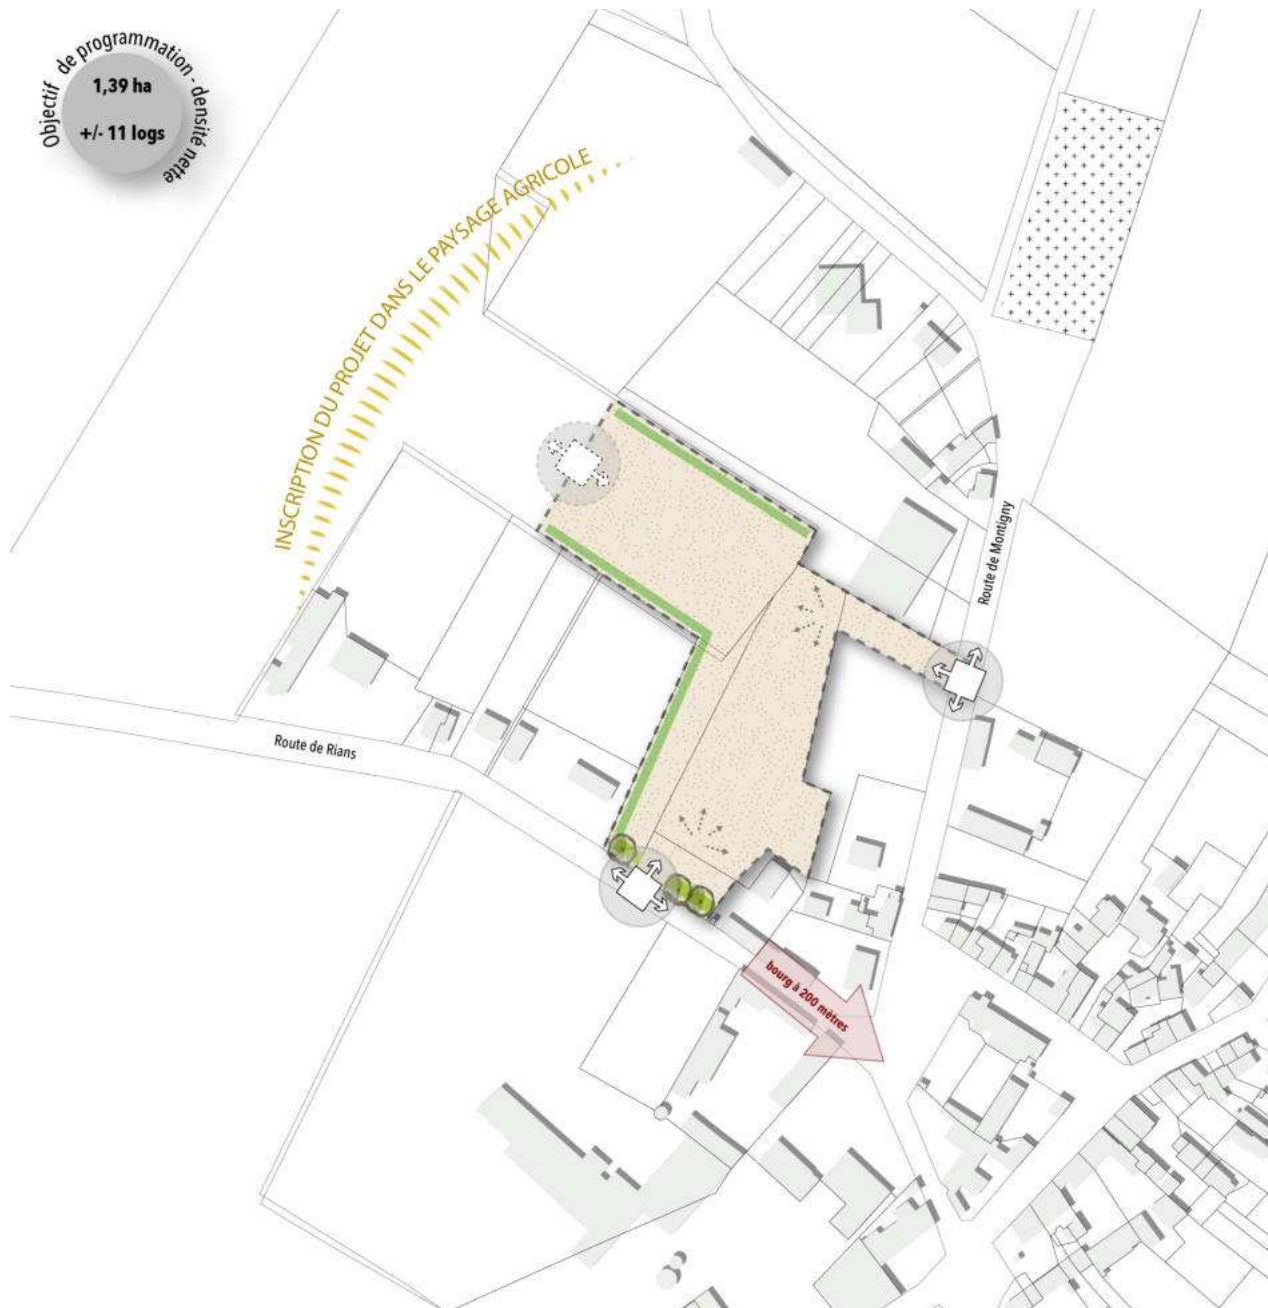 Objectif de programmation - densité nette
1,39 ha
+/- 11 logs
INSCRIPTION DU PROJET DANS LE PAYSAGE AGRICOLE
Route de Montigny
Route de Rians
bourg à 200 mètres